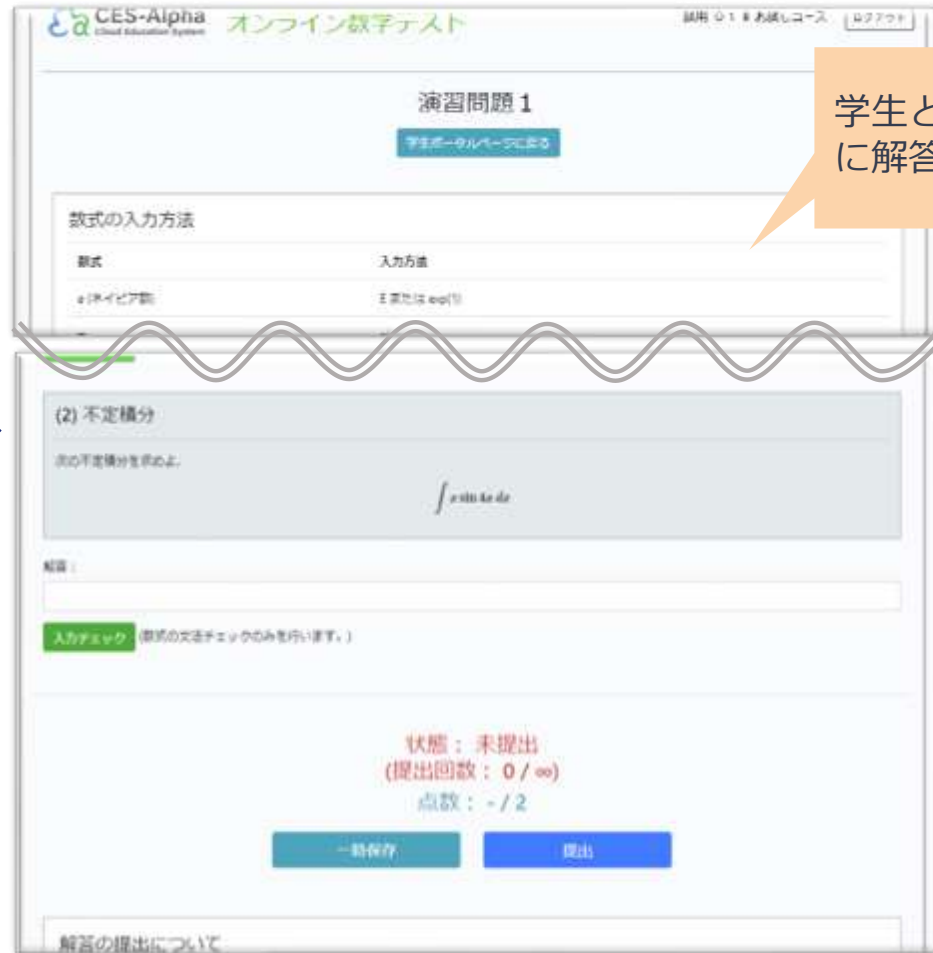 CES-Alpha
Cloud Education System
オンライン数学テスト
お試しコース
ログアウト
演習問題1
学生ポータルページに戻る
学生と
に解答
数式の入力方法
数式
入力方法
e (ネイピア数)
E または exp(1)
(2) 不定積分
次の不定積分を求めよ.
解答：
入力チェック
(数式の文法チェックのみを行います。)
状態： 未提出
(提出回数： 0 / ∞)
点数： - / 2
一時保存
提出
解答の提出について